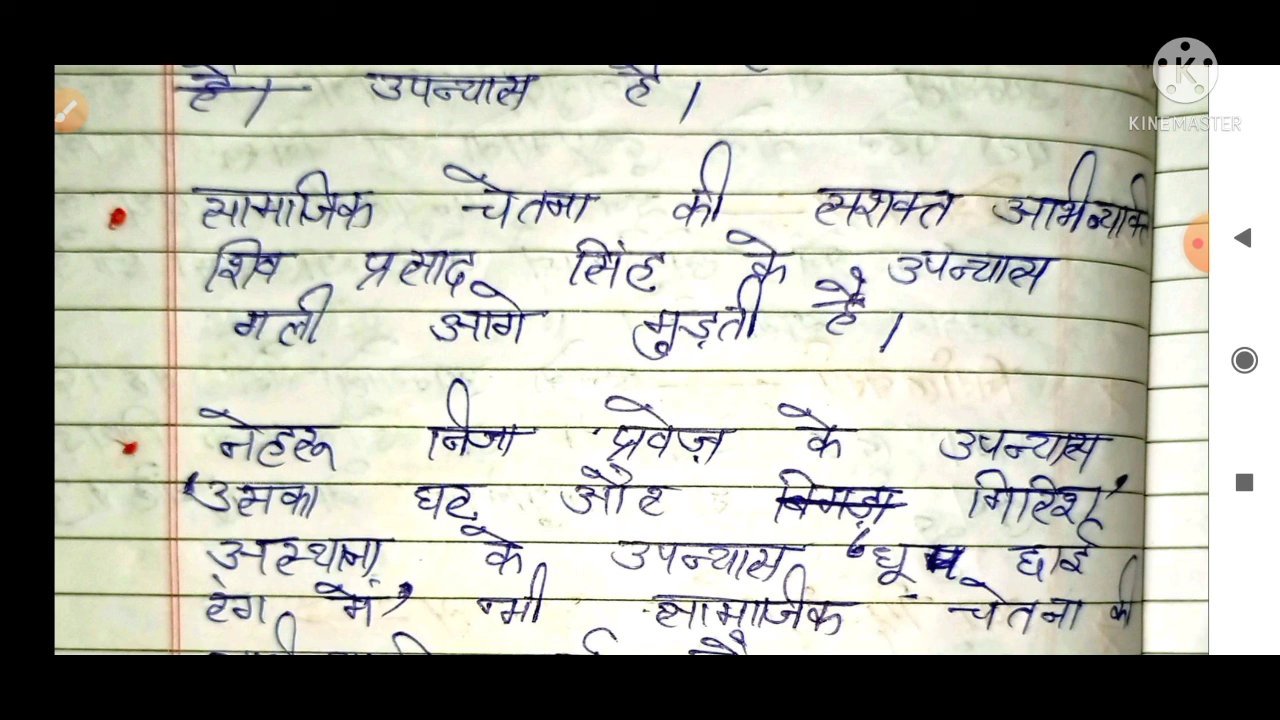 है। उपन्यास है।
KINEMASTER
सामाजिक चेतना की सशक्त अभिव्यक्ति
शिव प्रसाद सिंह के उपन्यास
गली आगे मुड़ती है।
नेहरू निजा प्रवेज़ के उपन्यास
'उसका घर और बिगड़ा गिरिश'
अस्थाना के उपन्यास 'धूप छाई
रंग में' भी सामाजिक चेतना की